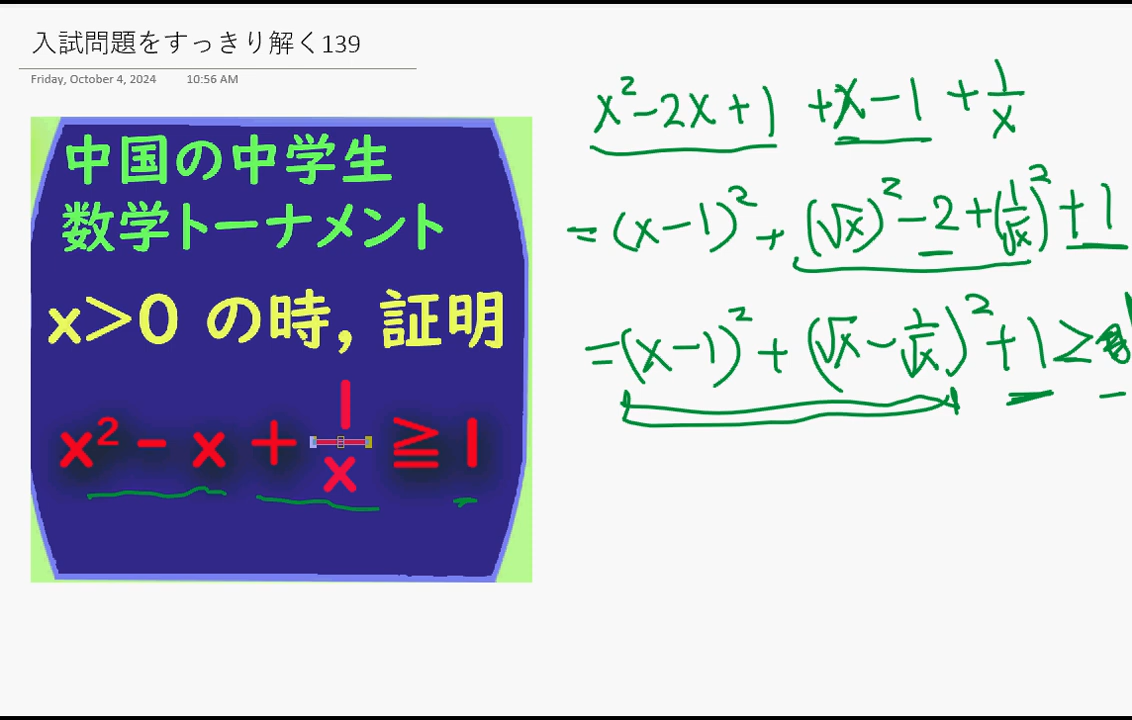 入試問題をすっきり解く139
Friday, October 4, 2024 10:56 AM
中国の中学生
数学トーナメント
x>0 の時, 証明
x² − x + 1/x ≧ 1
x² − 2x + 1 + x − 1 + 1/x
= (x − 1)² + (√x)² − 2 + (1/√x)² + 1
= (x − 1)² + (√x − 1/√x)² + 1 ≥